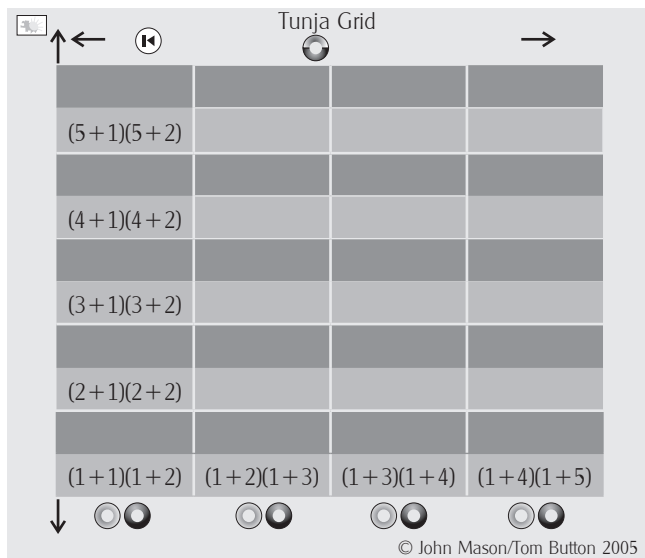 Tunja Grid
(5+1)(5+2)
(4+1)(4+2)
(3+1)(3+2)
(2+1)(2+2)
(1+1)(1+2) (1+2)(1+3) (1+3)(1+4) (1+4)(1+5)
© John Mason/Tom Button 2005